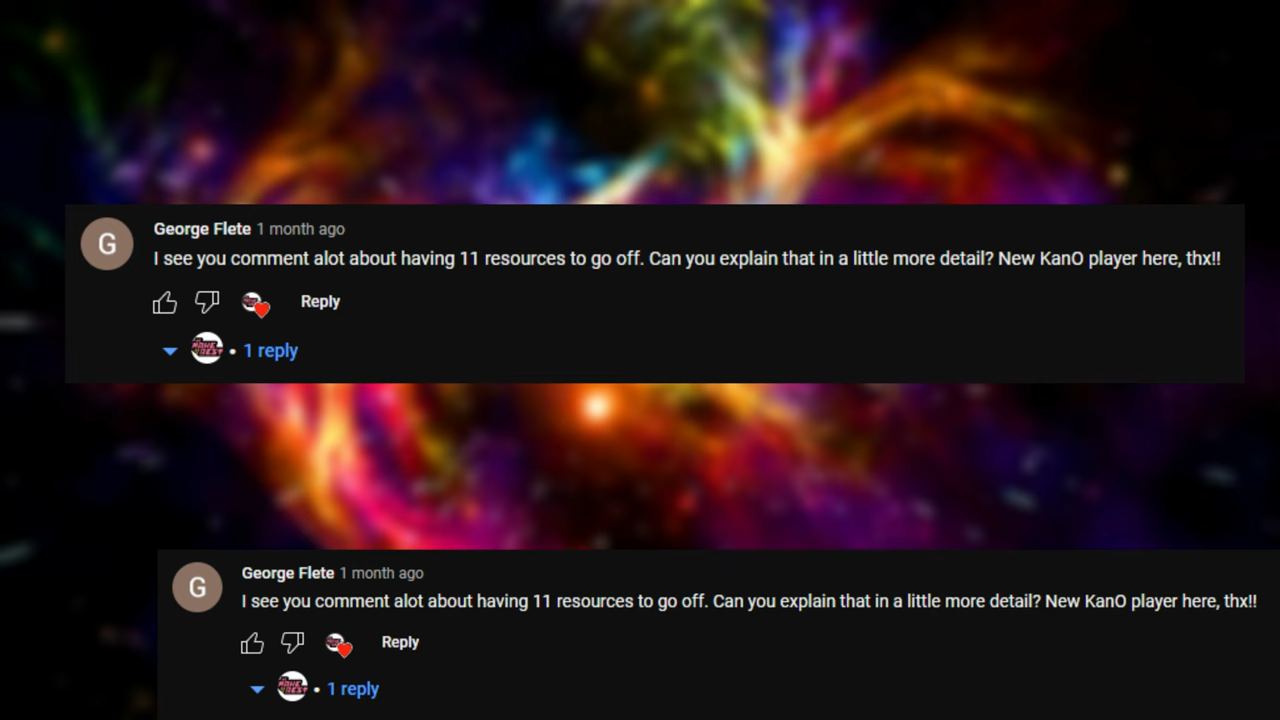 G
George Flete 1 month ago
I see you comment alot about having 11 resources to go off. Can you explain that in a little more detail? New KanO player here, thx!!
Reply
• 1 reply
G
George Flete 1 month ago
I see you comment alot about having 11 resources to go off. Can you explain that in a little more detail? New KanO player here, thx!!
Reply
• 1 reply